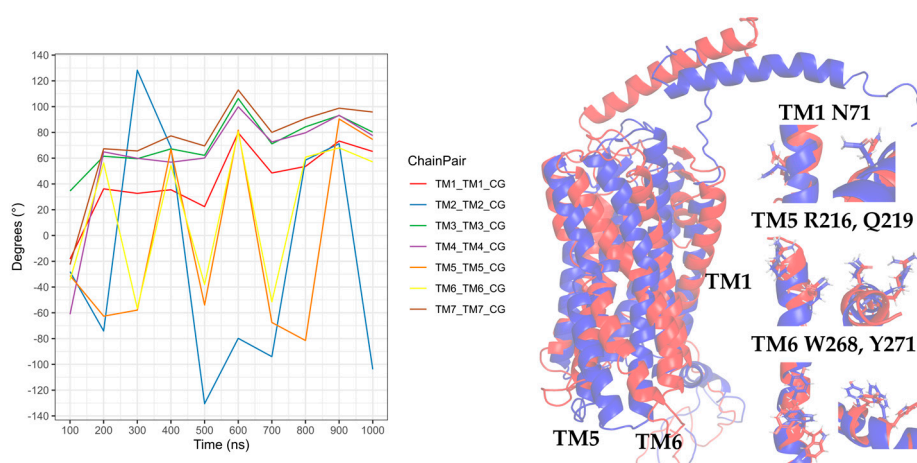 140
120
100
80
60
40
20
0
-20
-40
-60
-80
-100
-120
-140
Degrees (°)
100 200 300 400 500 600 700 800 900 1000
Time (ns)
ChainPair
TM1_TM1_CG
TM2_TM2_CG
TM3_TM3_CG
TM4_TM4_CG
TM5_TM5_CG
TM6_TM6_CG
TM7_TM7_CG
TM1 N71
TM5 R216, Q219
TM1
TM6 W268, Y271
TM5 TM6